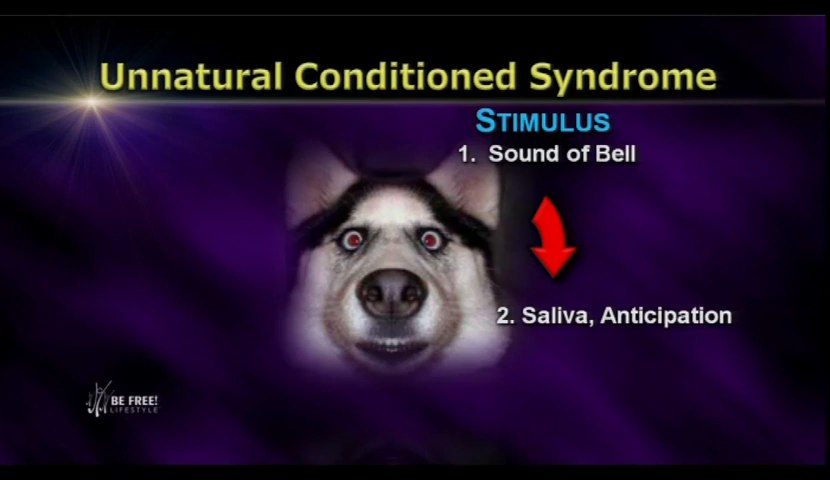 Unnatural Conditioned Syndrome
STIMULUS
1. Sound of Bell
2. Saliva, Anticipation
BE FREE!
LIFESTYLE